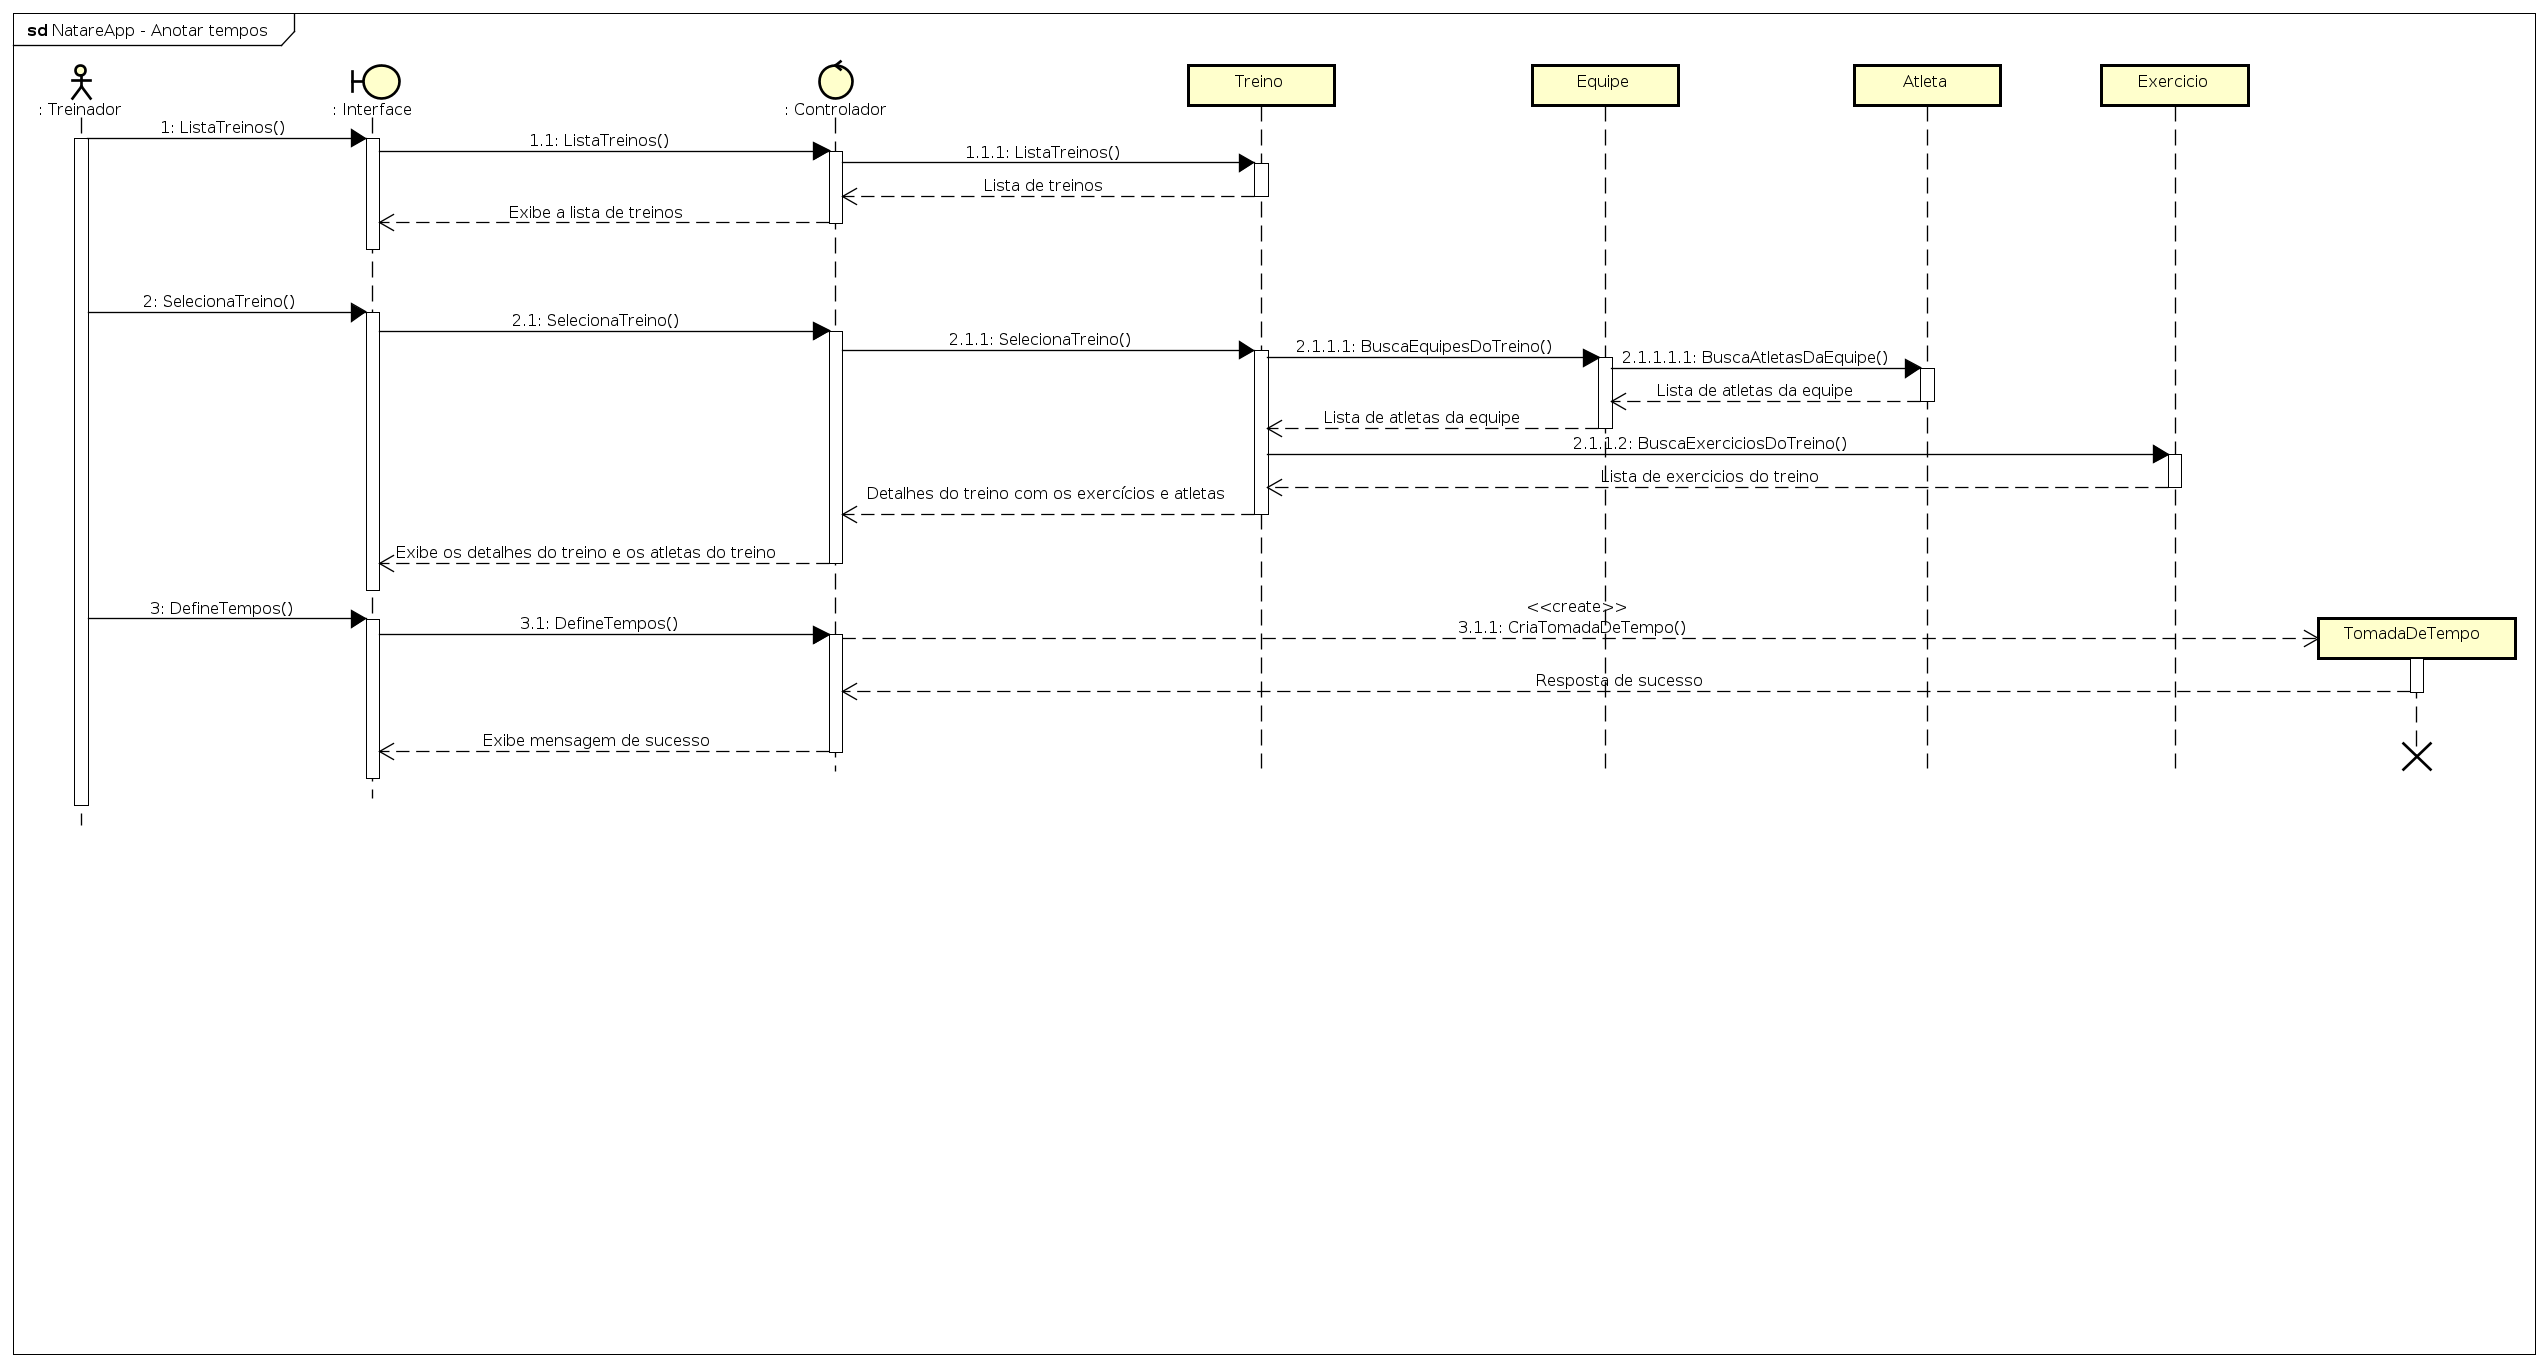 sd NatareApp - Anotar tempos
: Treinador
: Interface
: Controlador
Treino
Equipe
Atleta
Exercicio
1: ListaTreinos()
1.1: ListaTreinos()
1.1.1: ListaTreinos()
Lista de treinos
Exibe a lista de treinos
2: SelecionaTreino()
2.1: SelecionaTreino()
2.1.1: SelecionaTreino()
2.1.1.1: BuscaEquipesDoTreino()
2.1.1.1.1: BuscaAtletasDaEquipe()
Lista de atletas da equipe
Lista de atletas da equipe
2.1.1.2: BuscaExerciciosDoTreino()
Lista de exercicios do treino
Detalhes do treino com os exercícios e atletas
Exibe os detalhes do treino e os atletas do treino
3: DefineTempos()
3.1: DefineTempos()
<<create>>
3.1.1: CriaTomadaDeTempo()
TomadaDeTempo
Resposta de sucesso
Exibe mensagem de sucesso